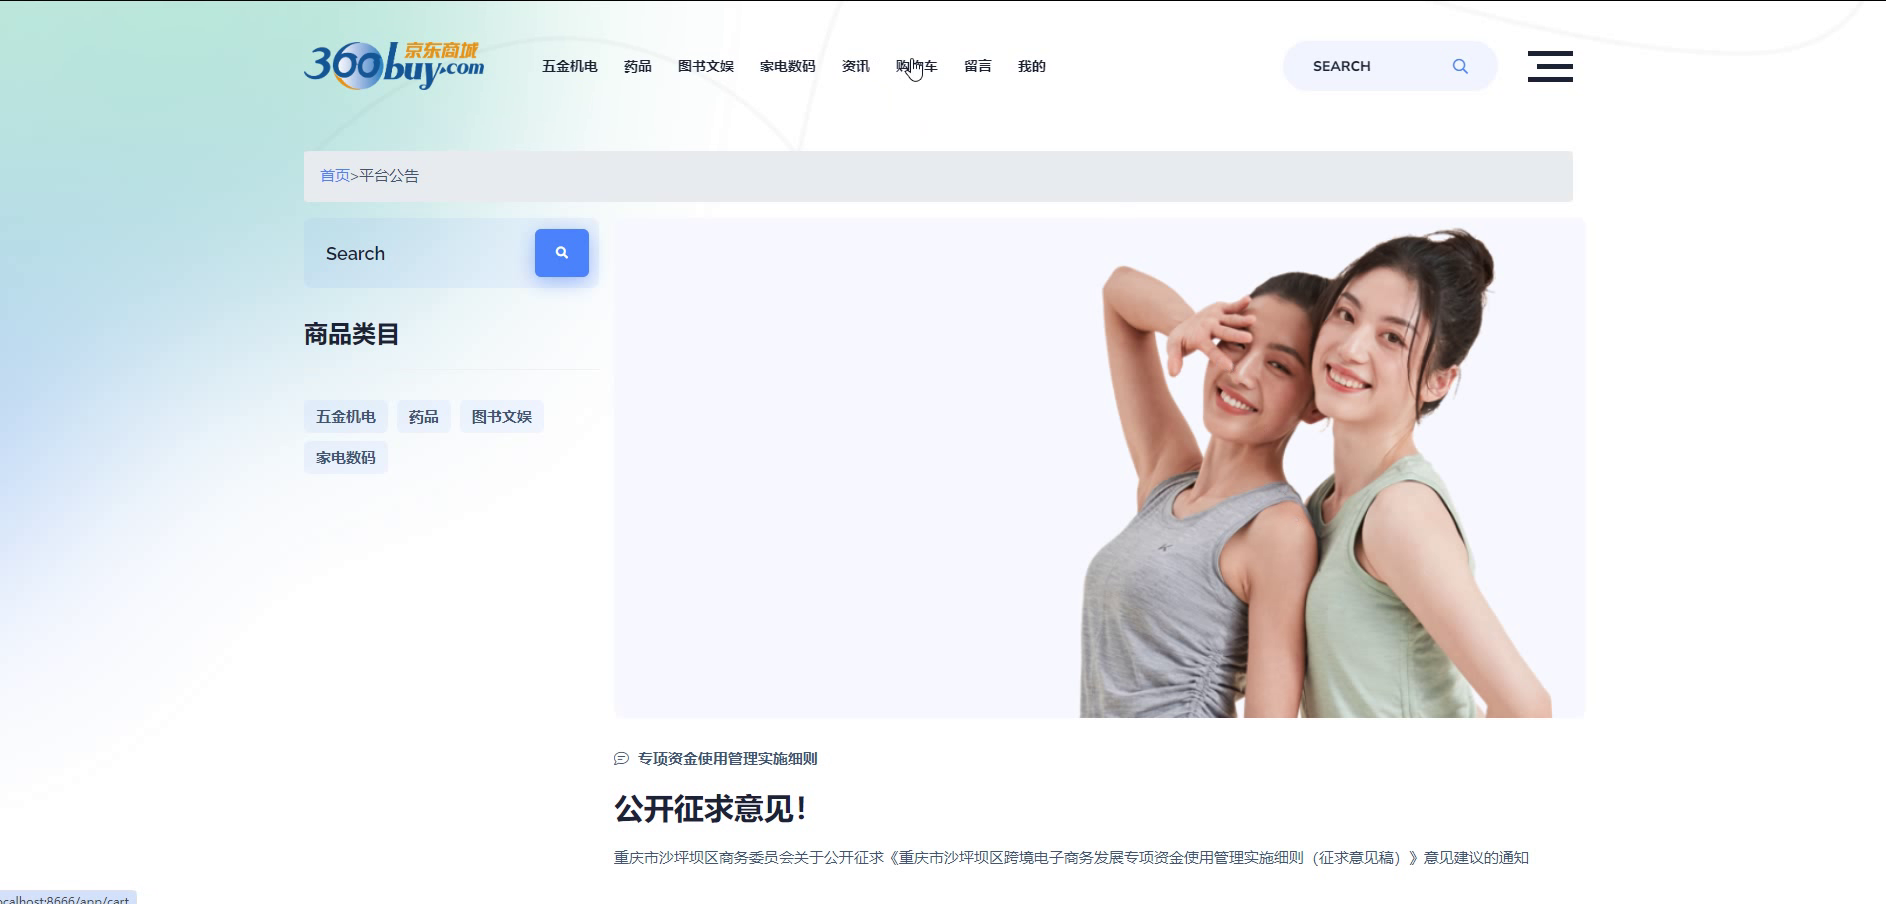 360buy.com 京东商城
五金机电 药品 图书文娱 家电数码 资讯 购物车 留言 我的
SEARCH
首页>平台公告
Search
商品类目
五金机电 药品 图书文娱
家电数码
专项资金使用管理实施细则
公开征求意见！
重庆市沙坪坝区商务委员会关于公开征求《重庆市沙坪坝区跨境电子商务发展专项资金使用管理实施细则（征求意见稿）》意见建议的通知
ocalhost:8666/app/cart